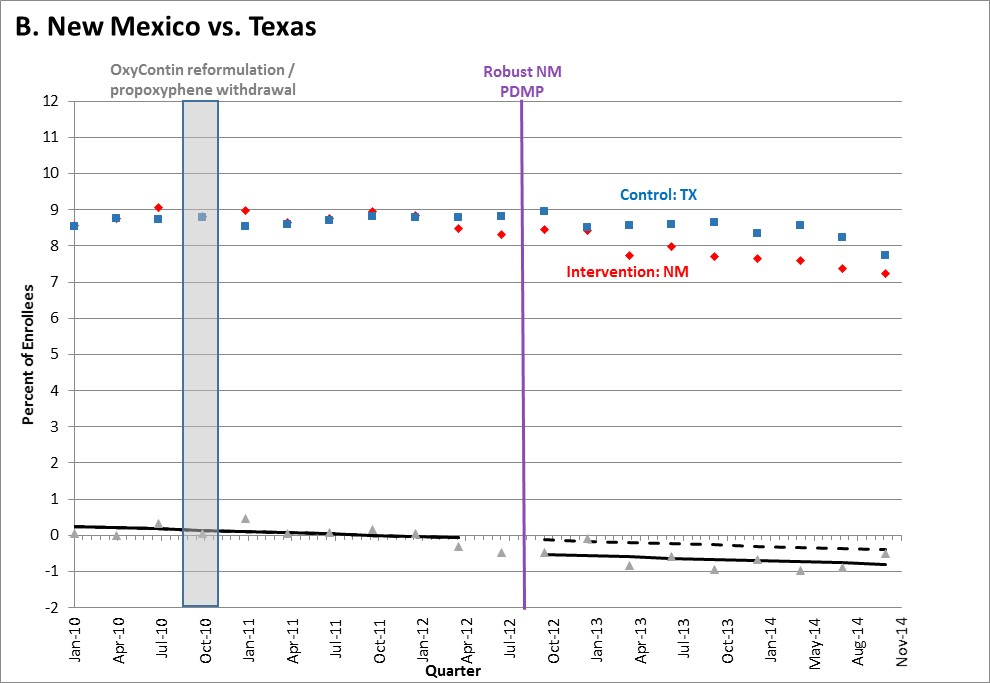 B. New Mexico vs. Texas
OxyContin reformulation /
propoxyphene withdrawal
Robust NM
PDMP
12
11
10
9
8
7
6
5
4
3
2
1
0
-1
-2
Percent of Enrollees
Control: TX
Intervention: NM
Jan-10
Apr-10
Jul-10
Oct-10
Jan-11
Apr-11
Jul-11
Oct-11
Jan-12
Apr-12
Jul-12
Oct-12
Jan-13
Apr-13
Jul-13
Oct-13
Jan-14
May-14
Aug-14
Nov-14
Quarter